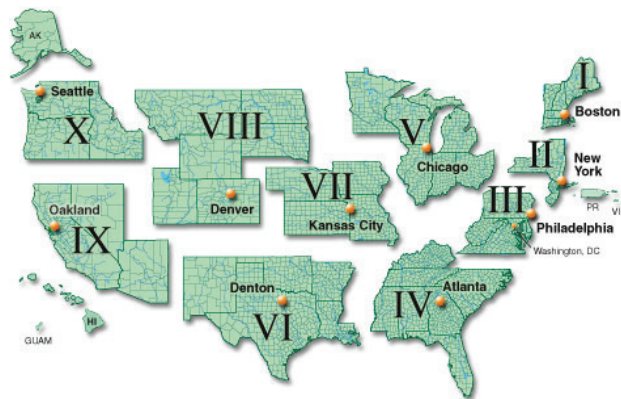 AK
Seattle
X
VIII
V
I
Boston
II
New
York
Chicago
Denver
VII
Kansas City
III
PR
VI
Philadelphia
Washington, DC
Oakland
IX
Denton
VI
IV
Atlanta
HI
GUAM